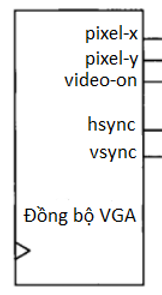 pixel-x
pixel-y
video-on
hsync
vsync
Đồng bộ VGA